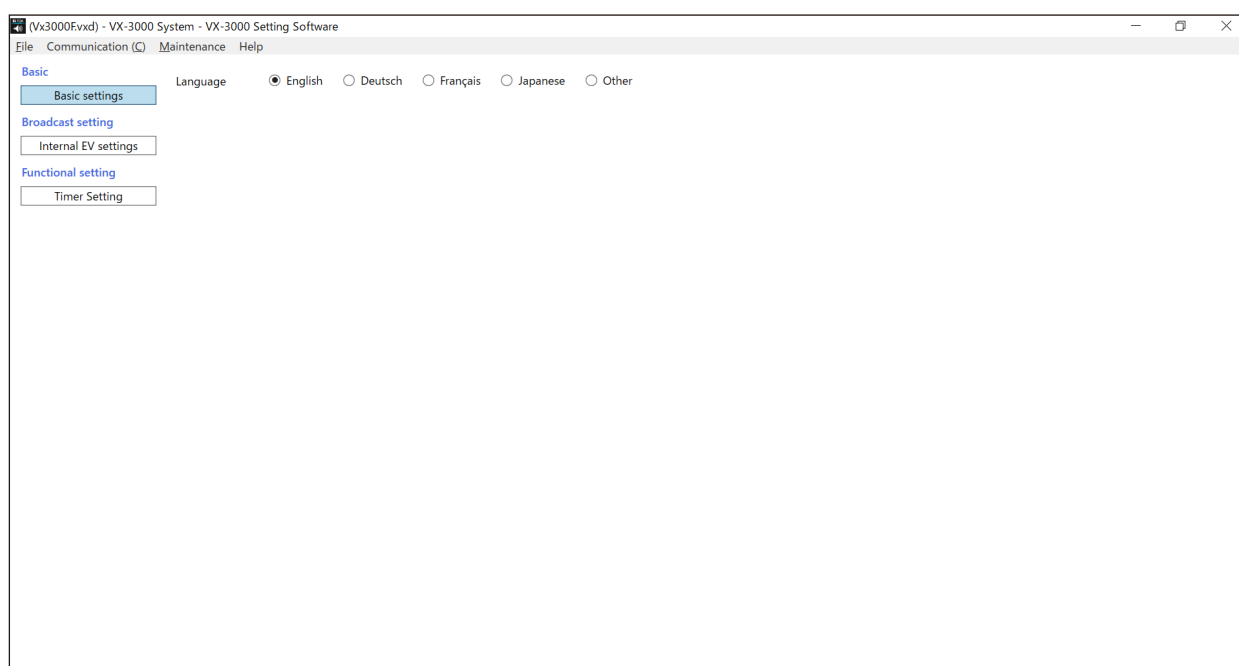 (Vx3000F.vxd) - VX-3000 System - VX-3000 Setting Software
File Communication (C) Maintenance Help
Basic
Language English Deutsch Français Japanese Other
Basic settings
Broadcast setting
Internal EV settings
Functional setting
Timer Setting